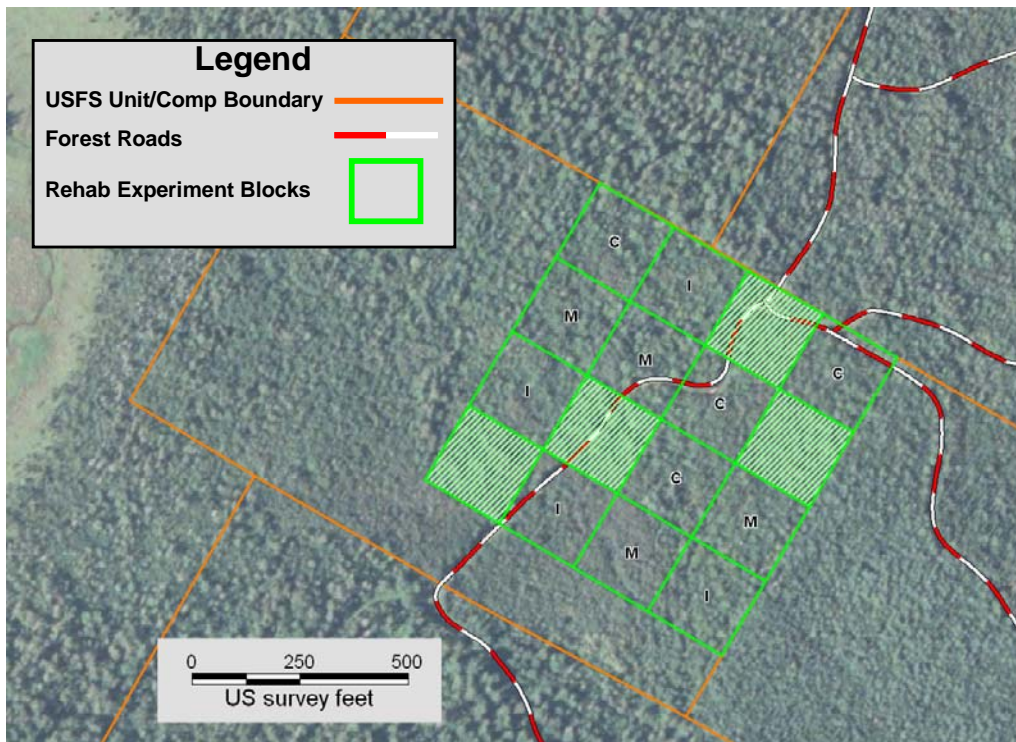 Legend
USFS Unit/Comp Boundary
Forest Roads
Rehab Experiment Blocks
C
I
M
C
M
I
C
C
I
M
M
I
0 250 500
US survey feet